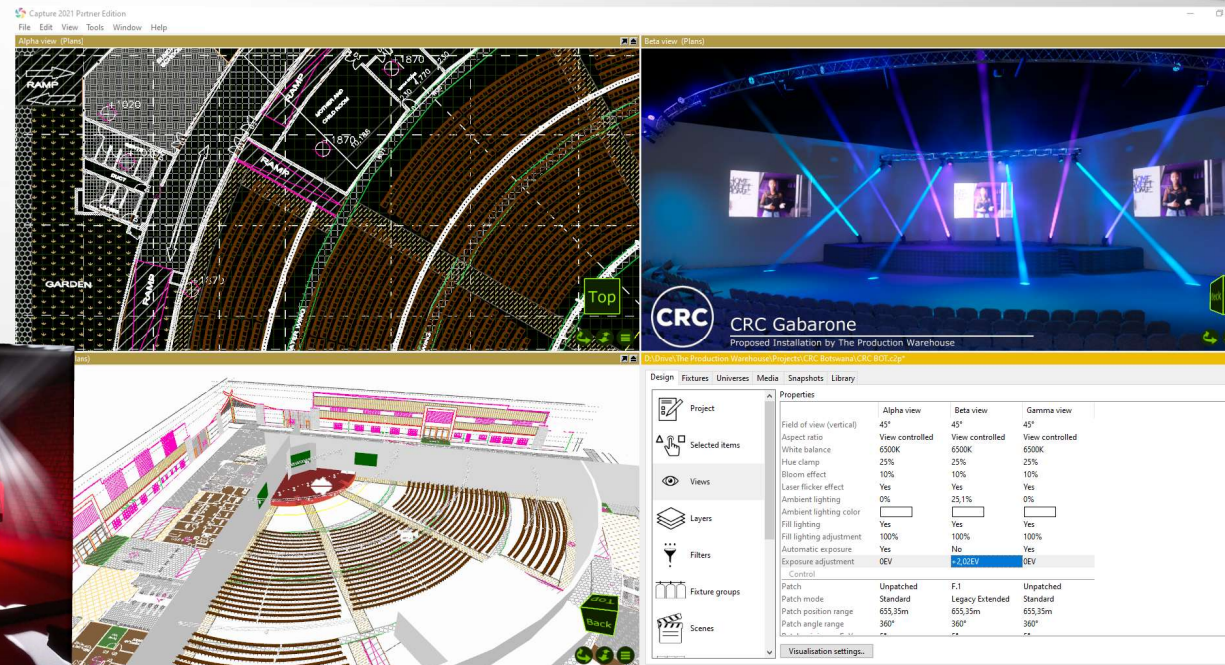 Capture 2021 Partner Edition
File Edit View Tools Window Help
Alpha view (Plans)
RAMP
1020
DUCT
RAMP
MOTHER AND
CHILD ROOM
1870
1870
RAMP
GARDEN
RAMP
Top
Beta view (Plans)
CRC
CRC Gabarone
Proposed Installation by The Production Warehouse
Back
TOP
D:\Drive\The Production Warehouse\Projects\CRC Botswana\CRC BOT.c2p*
Design Fixtures Universes Media Snapshots Library
Project
Selected items
Views
Layers
Filters
Fixture groups
Scenes
Properties
Alpha view Beta view Gamma view
Field of view (vertical) 45° 45° 45°
Aspect ratio View controlled View controlled View controlled
White balance 6500K 6500K 6500K
Hue clamp 25% 25% 25%
Bloom effect 10% 10% 10%
Laser flicker effect Yes Yes Yes
Ambient lighting 0% 25,1% 0%
Ambient lighting color
Fill lighting Yes Yes Yes
Fill lighting adjustment 100% 100% 100%
Automatic exposure Yes No Yes
Exposure adjustment 0EV +2,02EV 0EV
Control
Patch Unpatched F.1 Unpatched
Patch mode Standard Legacy Extended Standard
Patch position range 655,35m 655,35m 655,35m
Patch angle range 360° 360° 360°
Visualisation settings..